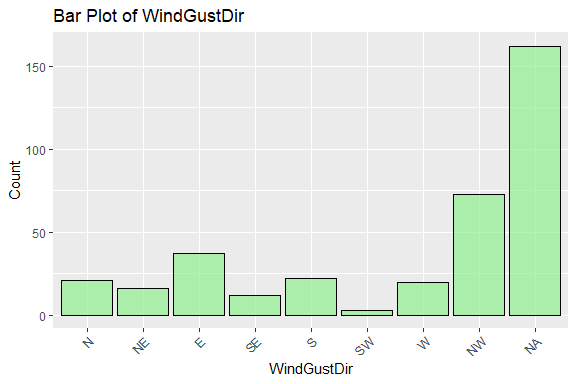 Bar Plot of WindGustDir
Count
150
100
50
0
N NE E SE S SW W NW NA
WindGustDir